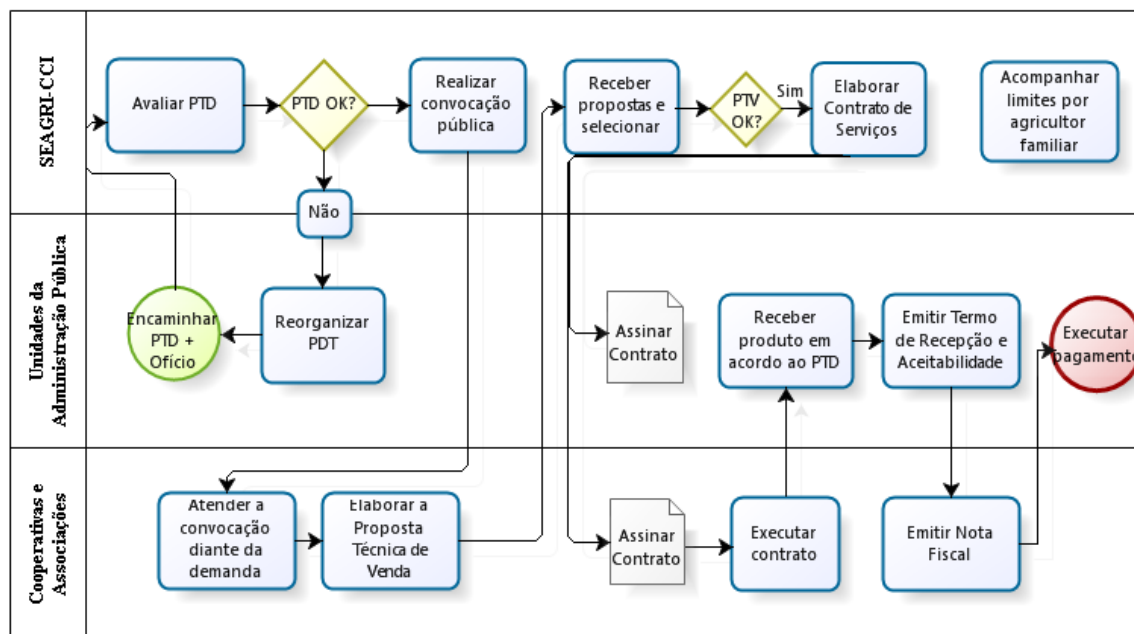 SEAGRI-CCI
Avaliar PTD
PTD OK?
Realizar
convocação
pública
Receber
propostas e
selecionar
PTV
OK?
Sim
Elaborar
Contrato de
Serviços
Acompanhar
limites por
agricultor
familiar
Não
Unidades da
Administração Pública
Encaminhar
PTD +
Ofício
Reorganizar
PDT
Assinar
Contrato
Receber
produto em
acordo ao PTD
Emitir Termo
de Recepção e
Aceitabilidade
Executar
pagamento
Cooperativas e
Associações
Atender a
convocação
diante da
demanda
Elaborar a
Proposta
Técnica de
Venda
Assinar
Contrato
Executar
contrato
Emitir Nota
Fiscal